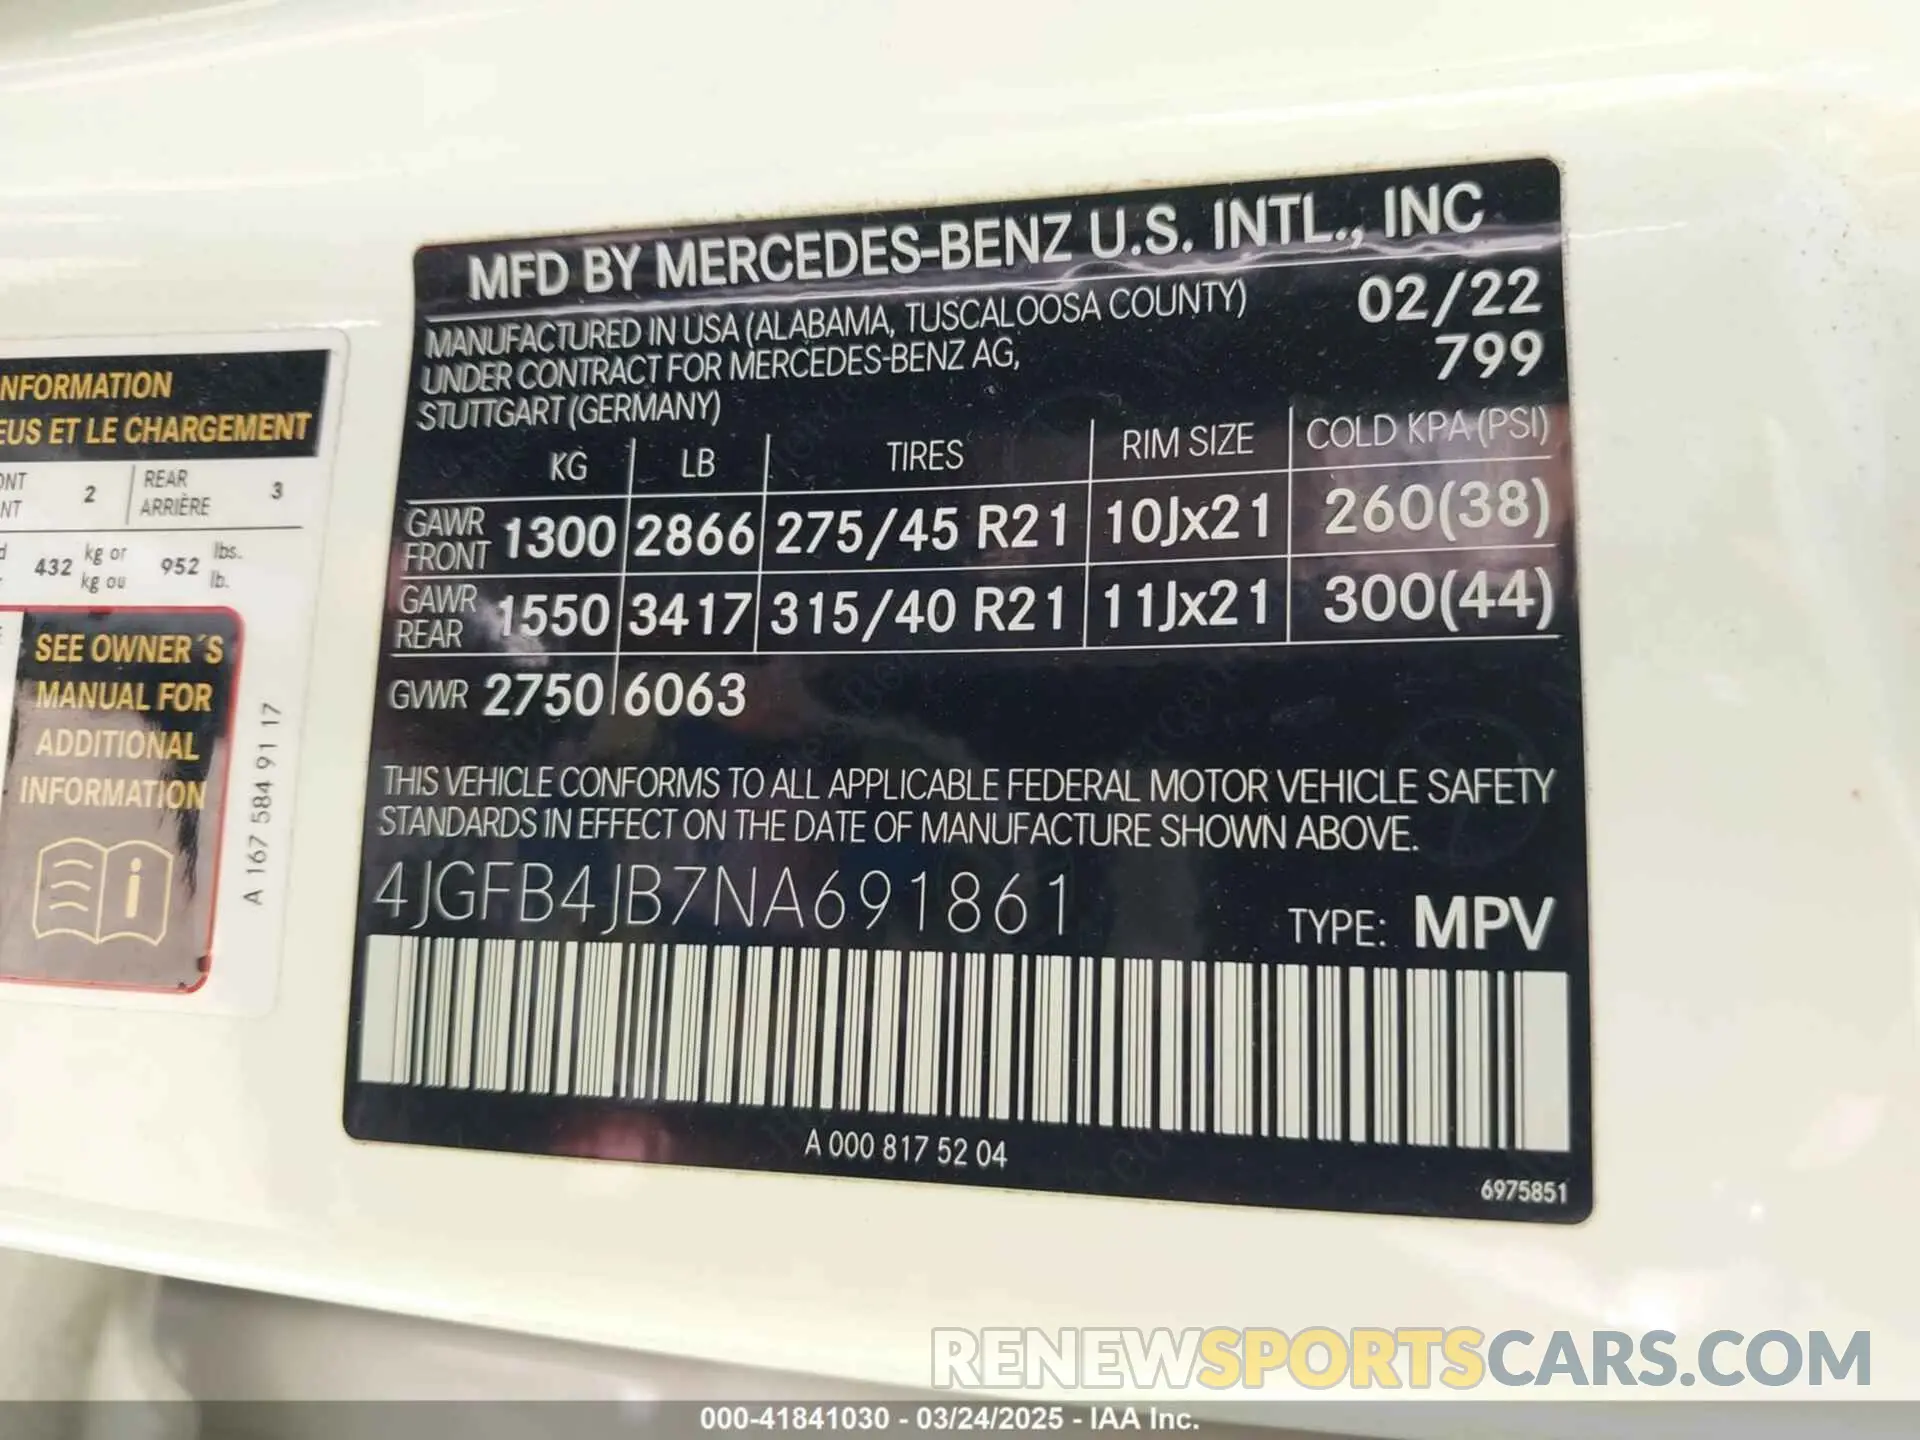 NFORMATION
EUS ET LE CHARGEMENT
2 REAR 3
ARRIÈRE
432 kg or 952 lbs.
kg ou lb.
SEE OWNER´S
MANUAL FOR
ADDITIONAL
INFORMATION
A 167 584 91 17
MFD BY MERCEDES-BENZ U.S. INTL., INC
MANUFACTURED IN USA (ALABAMA, TUSCALOOSA COUNTY) 02/22
UNDER CONTRACT FOR MERCEDES-BENZ AG, 799
STUTTGART (GERMANY)
KG LB TIRES RIM SIZE COLD KPA (PSI)
GAWR FRONT 1300 2866 275/45 R21 10Jx21 260(38)
GAWR REAR 1550 3417 315/40 R21 11Jx21 300(44)
GVWR 2750 6063
THIS VEHICLE CONFORMS TO ALL APPLICABLE FEDERAL MOTOR VEHICLE SAFETY
STANDARDS IN EFFECT ON THE DATE OF MANUFACTURE SHOWN ABOVE.
4JGFB4JB7NA691861 TYPE: MPV
A 000 817 52 04
6975851
RENEWSPORTSCARS.COM
000-41841030 - 03/24/2025 - IAA Inc.